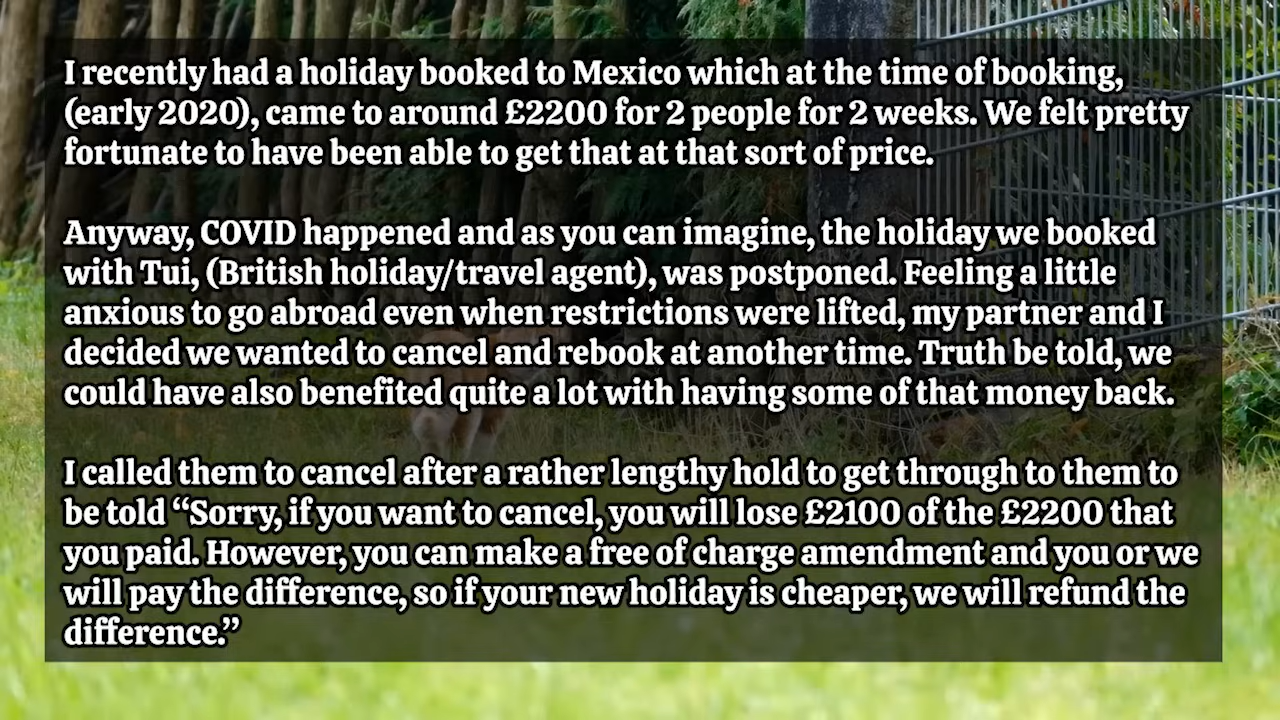 I recently had a holiday booked to Mexico which at the time of booking,
(early 2020), came to around £2200 for 2 people for 2 weeks. We felt pretty
fortunate to have been able to get that at that sort of price.
Anyway, COVID happened and as you can imagine, the holiday we booked
with Tui, (British holiday/travel agent), was postponed. Feeling a little
anxious to go abroad even when restrictions were lifted, my partner and I
decided we wanted to cancel and rebook at another time. Truth be told, we
could have also benefited quite a lot with having some of that money back.
I called them to cancel after a rather lengthy hold to get through to them to
be told “Sorry, if you want to cancel, you will lose £2100 of the £2200 that
you paid. However, you can make a free of charge amendment and you or we
will pay the difference, so if your new holiday is cheaper, we will refund the
difference.”